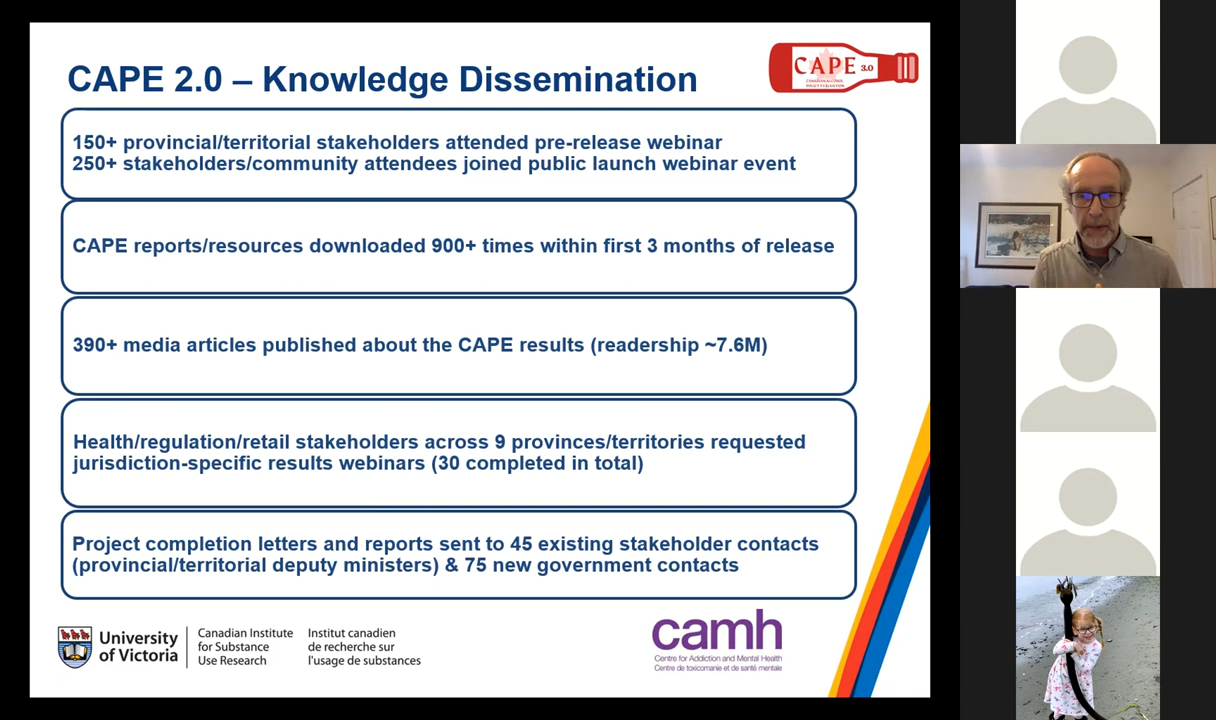 CAPE 2.0 – Knowledge Dissemination
CAPE 3.0
CANADIAN ALCOHOL
POLICY EVALUATION
150+ provincial/territorial stakeholders attended pre-release webinar
250+ stakeholders/community attendees joined public launch webinar event
CAPE reports/resources downloaded 900+ times within first 3 months of release
390+ media articles published about the CAPE results (readership ~7.6M)
Health/regulation/retail stakeholders across 9 provinces/territories requested
jurisdiction-specific results webinars (30 completed in total)
Project completion letters and reports sent to 45 existing stakeholder contacts
(provincial/territorial deputy ministers) & 75 new government contacts
University
of Victoria
Canadian Institute
for Substance
Use Research
Institut canadien
de recherche sur
l'usage de substances
camh
Centre for Addiction and Mental Health
Centre de toxicomanie et de santé mentale